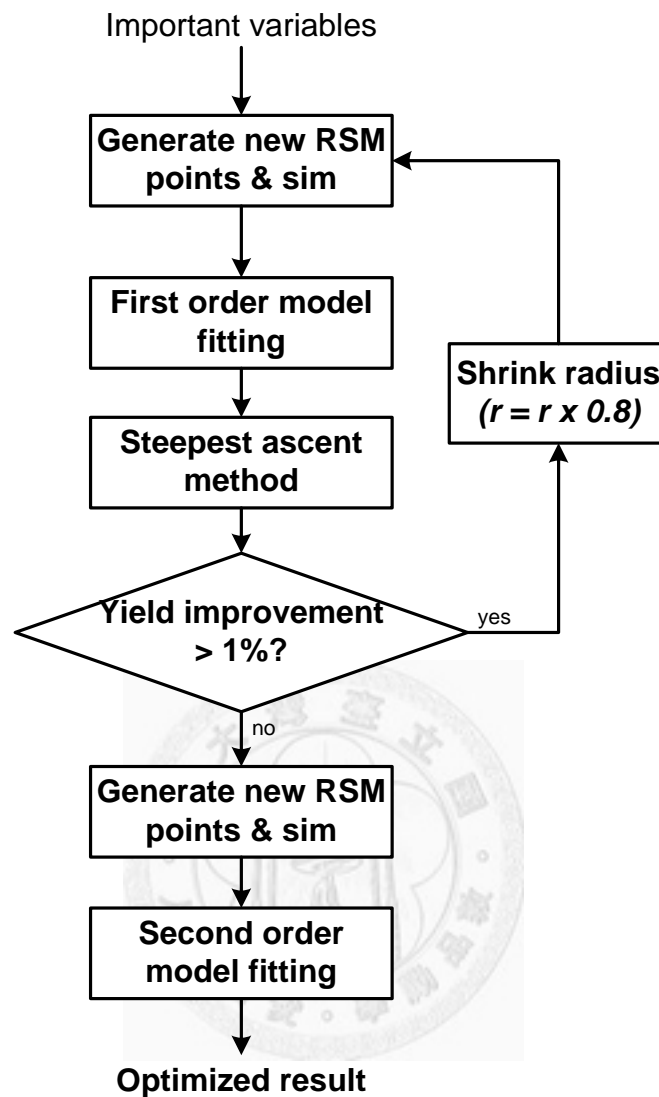 Important variables
Generate new RSM
points & sim
First order model
fitting
Shrink radius
(r = r x 0.8)
Steepest ascent
method
Yield improvement
> 1%?
yes
no
Generate new RSM
points & sim
Second order
model fitting
Optimized result